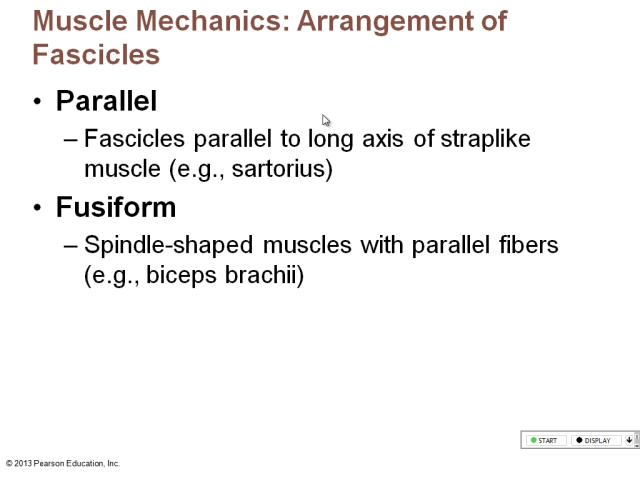 Muscle Mechanics: Arrangement of
Fascicles
• Parallel
– Fascicles parallel to long axis of straplike
muscle (e.g., sartorius)
• Fusiform
– Spindle-shaped muscles with parallel fibers
(e.g., biceps brachii)
START DISPLAY
© 2013 Pearson Education, Inc.